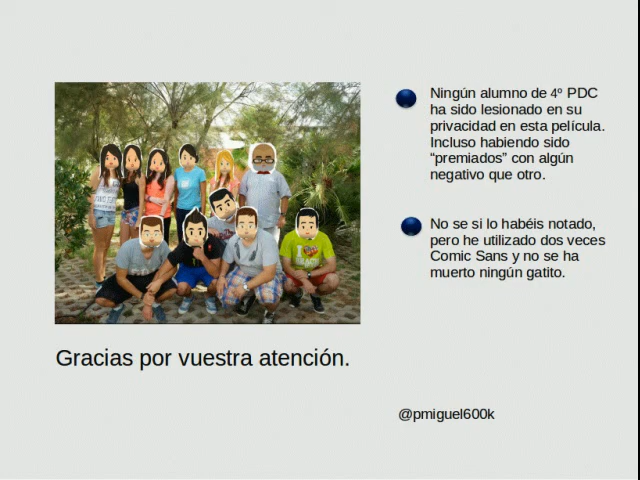 Ningún alumno de 4º PDC
ha sido lesionado en su
privacidad en esta película.
Incluso habiendo sido
“premiados” con algún
negativo que otro.
No se si lo habéis notado,
pero he utilizado dos veces
Comic Sans y no se ha
muerto ningún gatito.
Gracias por vuestra atención.
@pmiguel600k